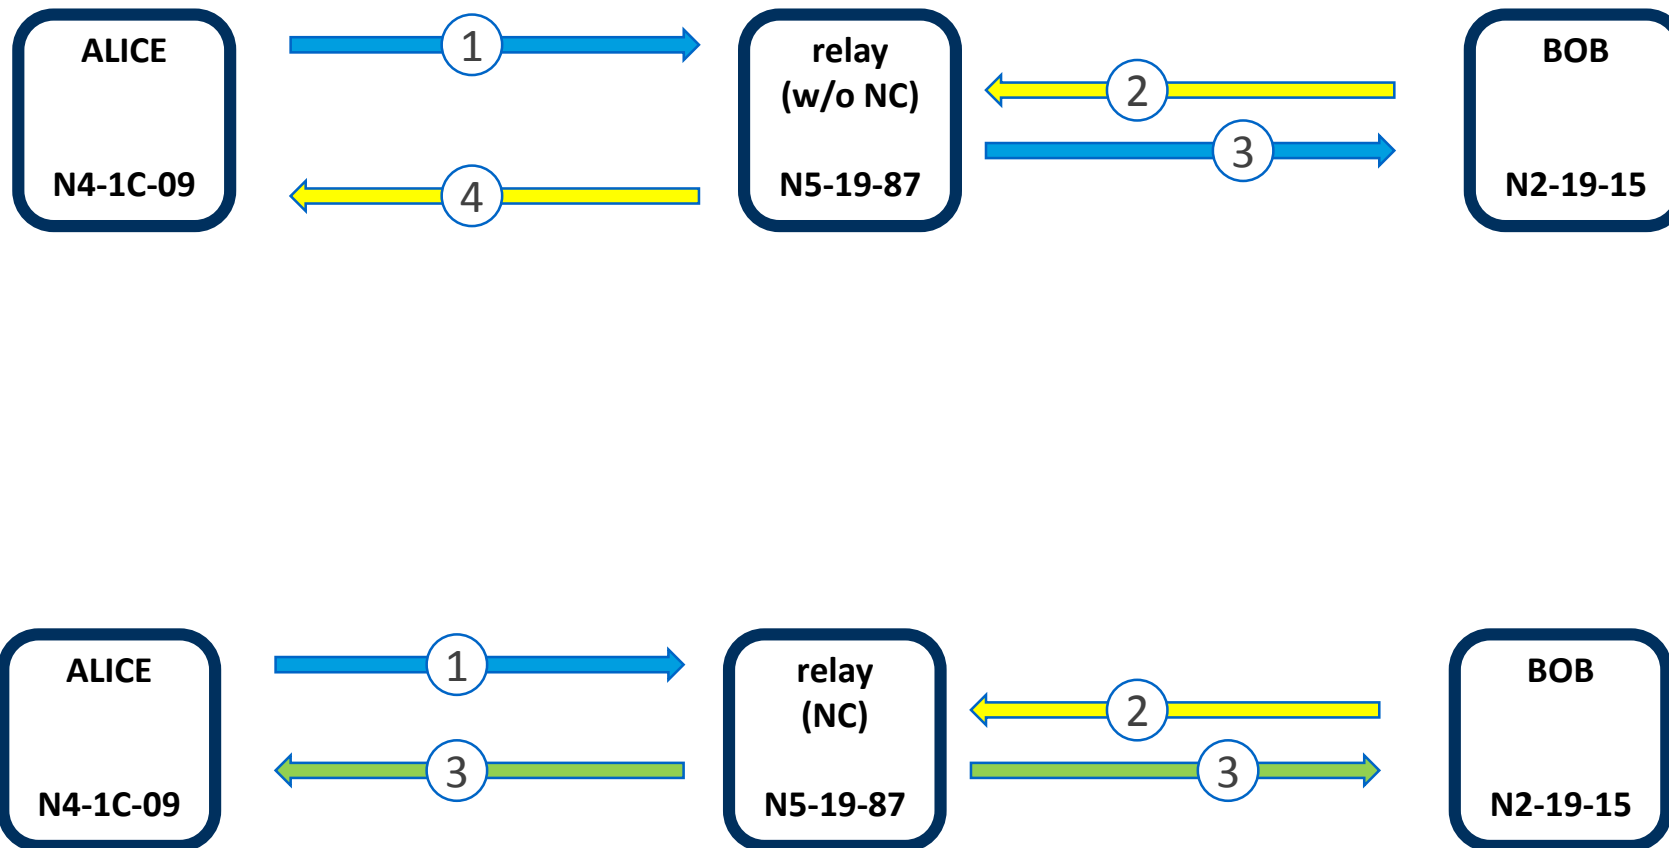 ALICE
N4-1C-09
1
4
relay
(w/o NC)
N5-19-87
2
3
BOB
N2-19-15
ALICE
N4-1C-09
1
3
relay
(NC)
N5-19-87
2
3
BOB
N2-19-15